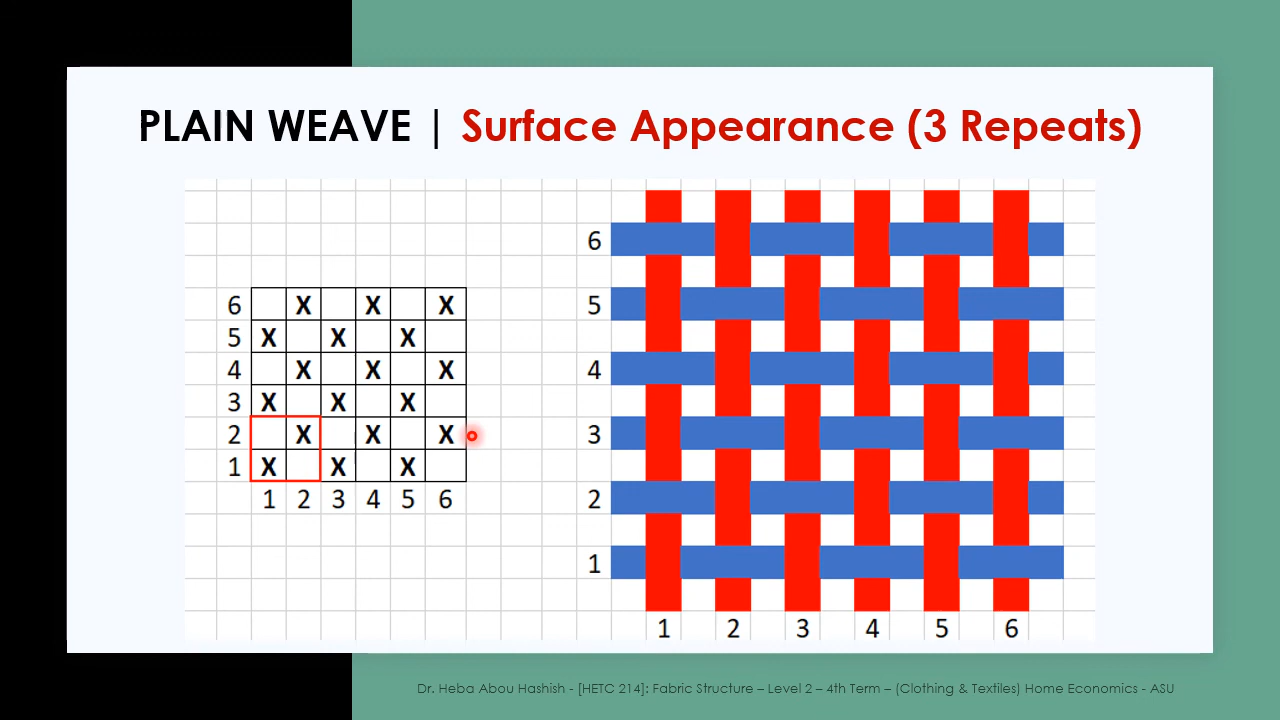 PLAIN WEAVE | Surface Appearance (3 Repeats)
6 X X X
5 X X X
4 X X X
3 X X X
2 X X X
1 X X X
1 2 3 4 5 6
6
5
4
3
2
1
1 2 3 4 5 6
Dr. Heba Abou Hashish - [HETC 214]: Fabric Structure – Level 2 – 4th Term – (Clothing & Textiles) Home Economics - ASU